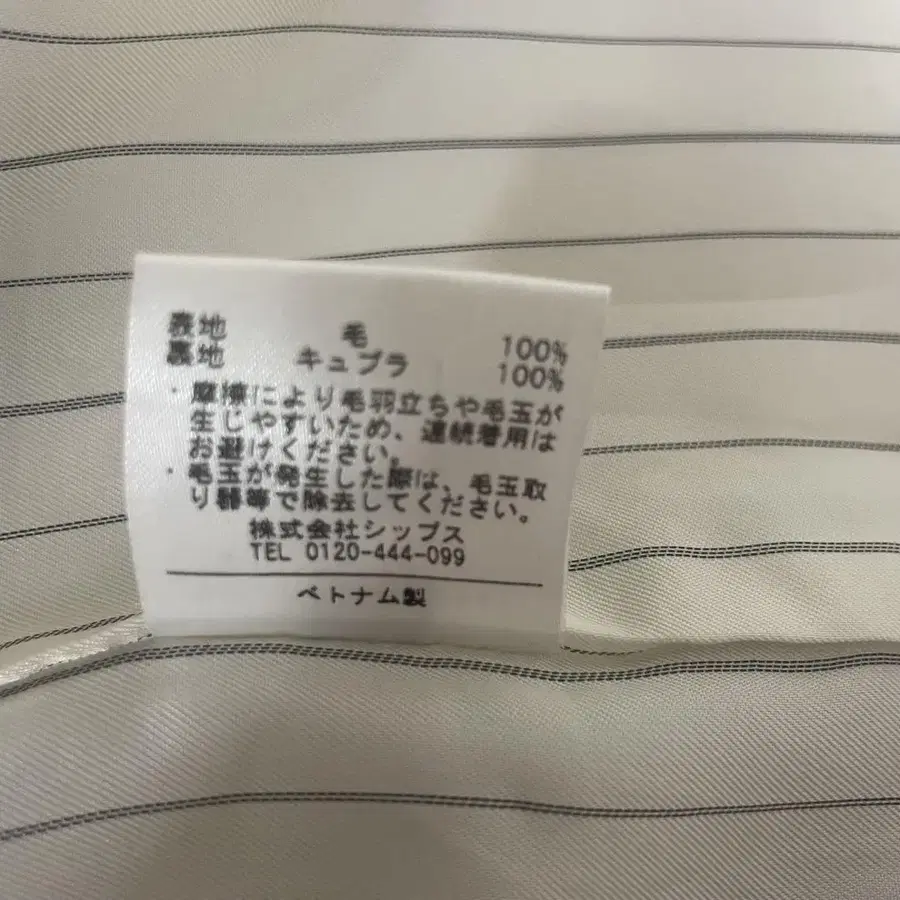 表地 毛 100%
裏地 キュプラ 100%
・摩擦により毛羽立ちや毛玉が
生じやすいため、連続着用は
お避けください。
・毛玉が発生した際は、毛玉取
り器等で除去してください。
株式会社シップス
TEL 0120-444-099
ベトナム製